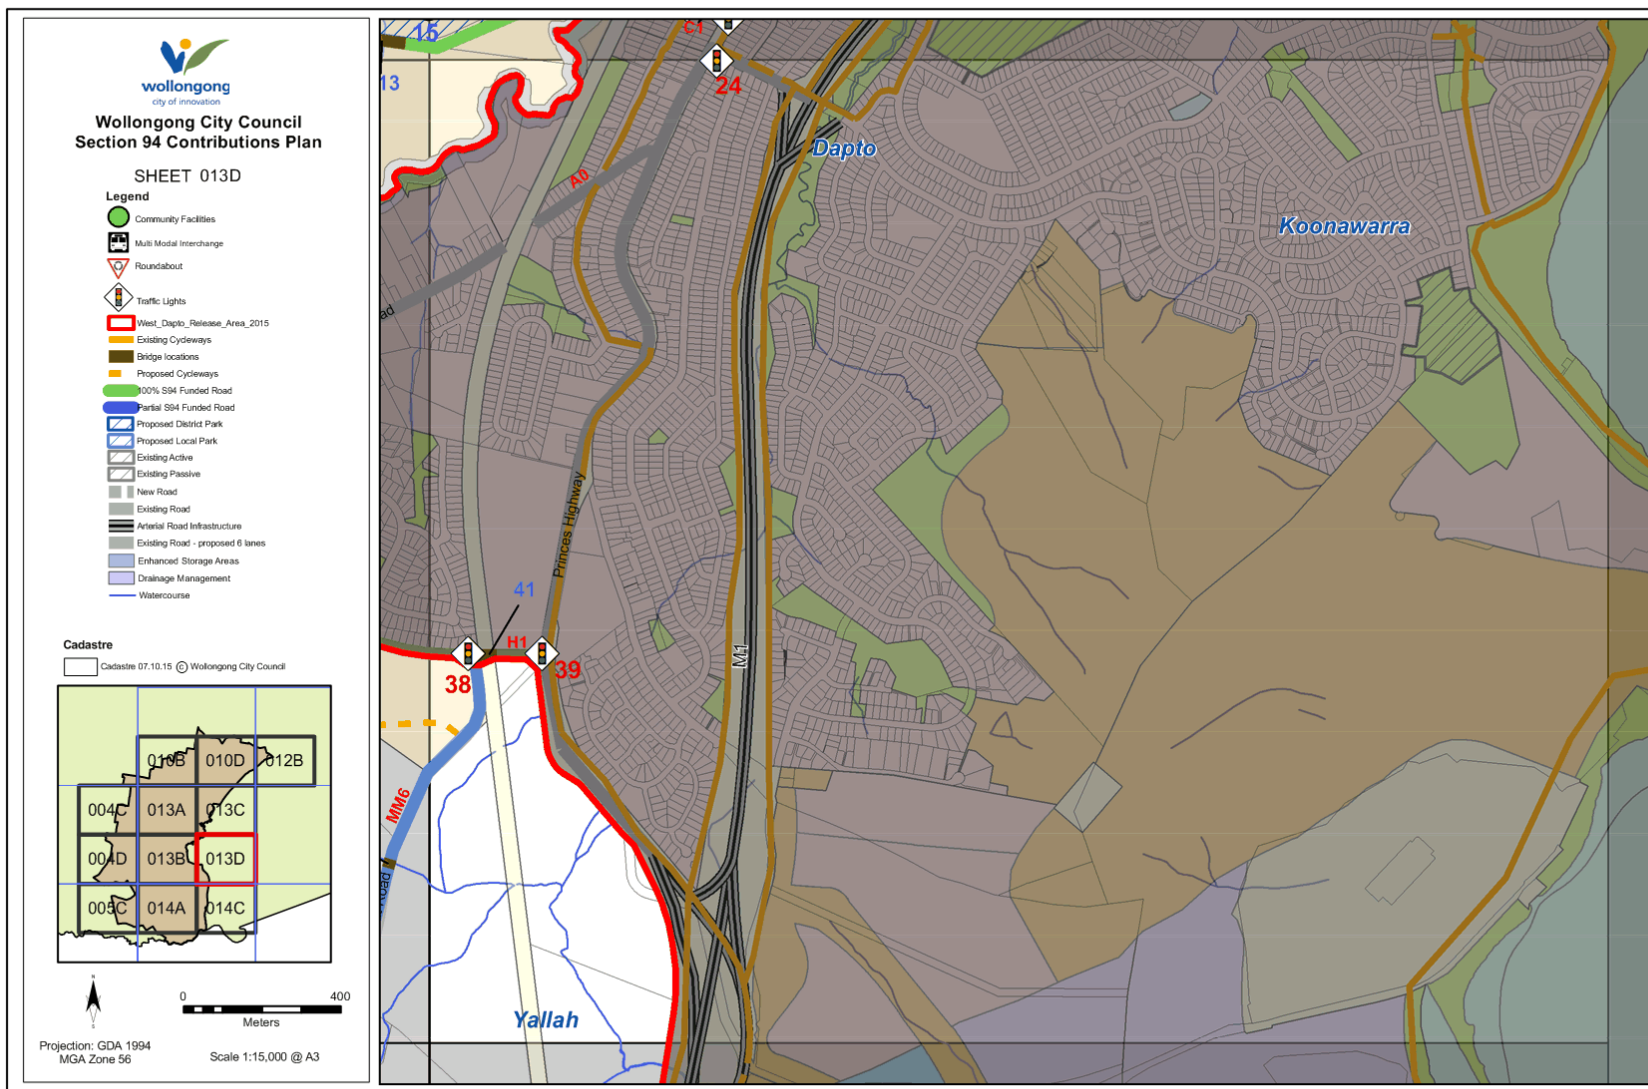 wollongong
city of innovation
Wollongong City Council
Section 94 Contributions Plan
SHEET 013D
Legend
Community Facilities
Multi Modal Interchange
Roundabout
Traffic Lights
West_Dapto_Release_Area_2015
Existing Cycleways
Bridge locations
Proposed Cycleways
100% S94 Funded Road
Partial S94 Funded Road
Proposed District Park
Proposed Local Park
Existing Active
Existing Passive
New Road
Existing Road
Arterial Road Infrastructure
Existing Road - proposed 6 lanes
Enhanced Storage Areas
Drainage Management
Watercourse
Cadastre
Cadastre 07.10.15 © Wollongong City Council
010B 010D 012B
004C 013A 013C
004D 013B 013D
005C 014A 014C
N
S
0 400
Meters
Projection: GDA 1994
MGA Zone 56
Scale 1:15,000 @ A3
15
C1
13
24
Dapto
A0
Koonawarra
ad
Princes Highway
41
H1
38
39
M1
MM6
Road
Yallah